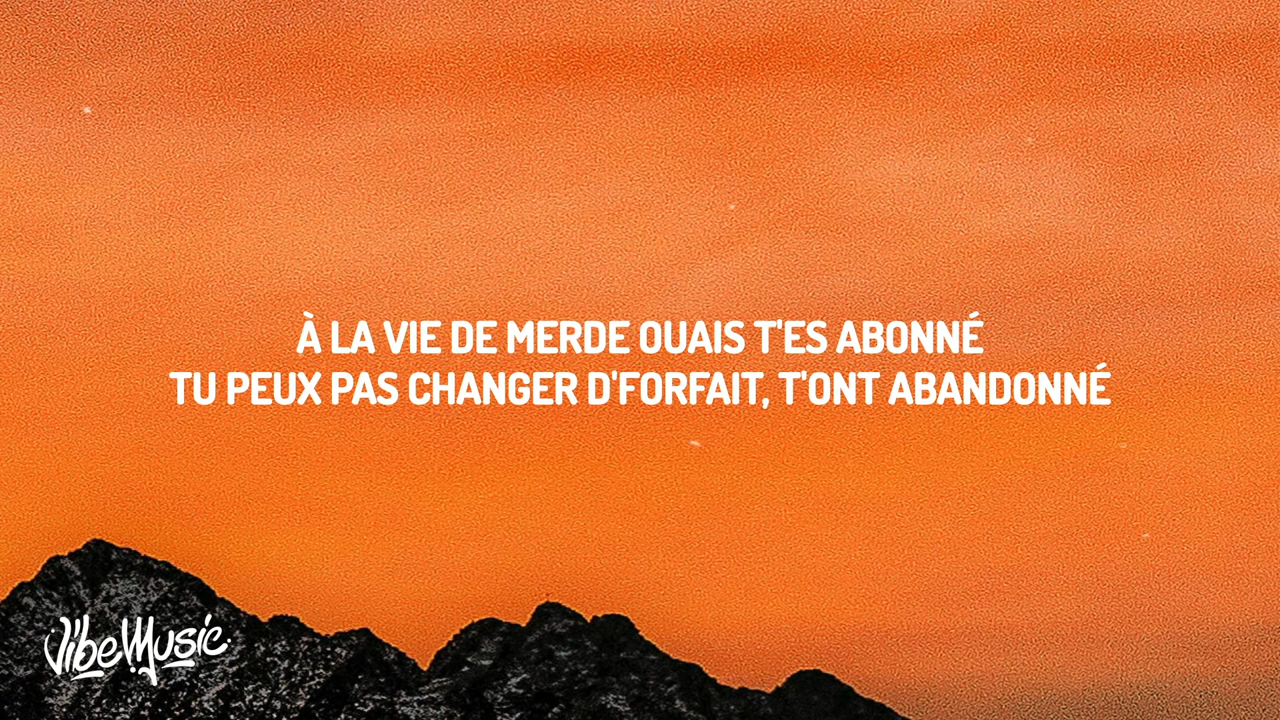 À LA VIE DE MERDE OUAIS T'ES ABONNÉ
TU PEUX PAS CHANGER D'FORFAIT, T'ONT ABANDONNÉ
VibeMusic